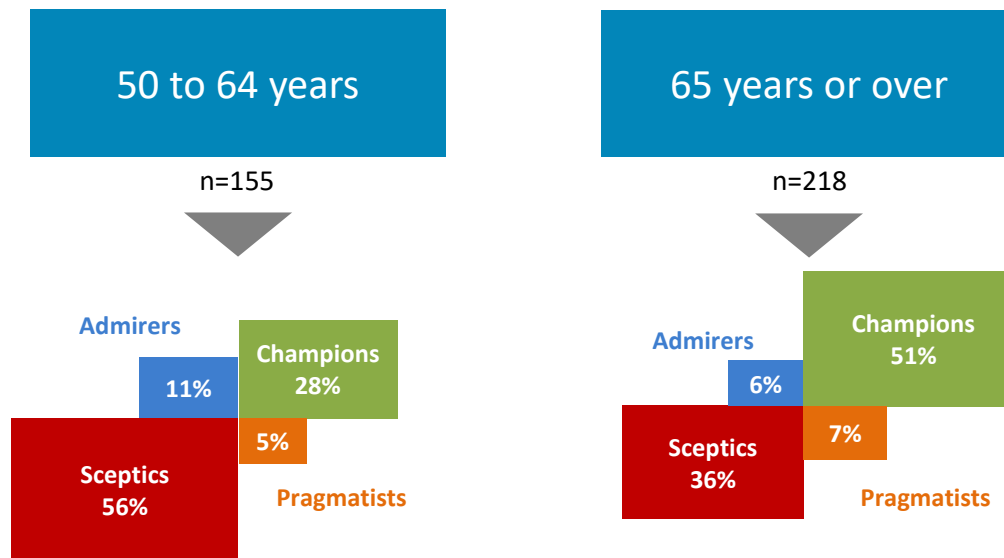 50 to 64 years
n=155
Admirers
Champions
28%
11%
5%
Sceptics
56%
Pragmatists
65 years or over
n=218
Champions
51%
Admirers
6%
7%
Sceptics
36%
Pragmatists